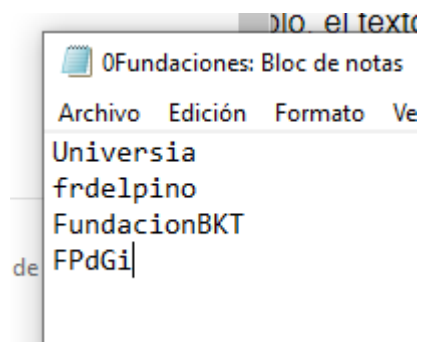 plo, el texto
0Fundaciones: Bloc de notas
Archivo Edición Formato Ve
Universia
frdelpino
FundacionBKT
FPdGi
de